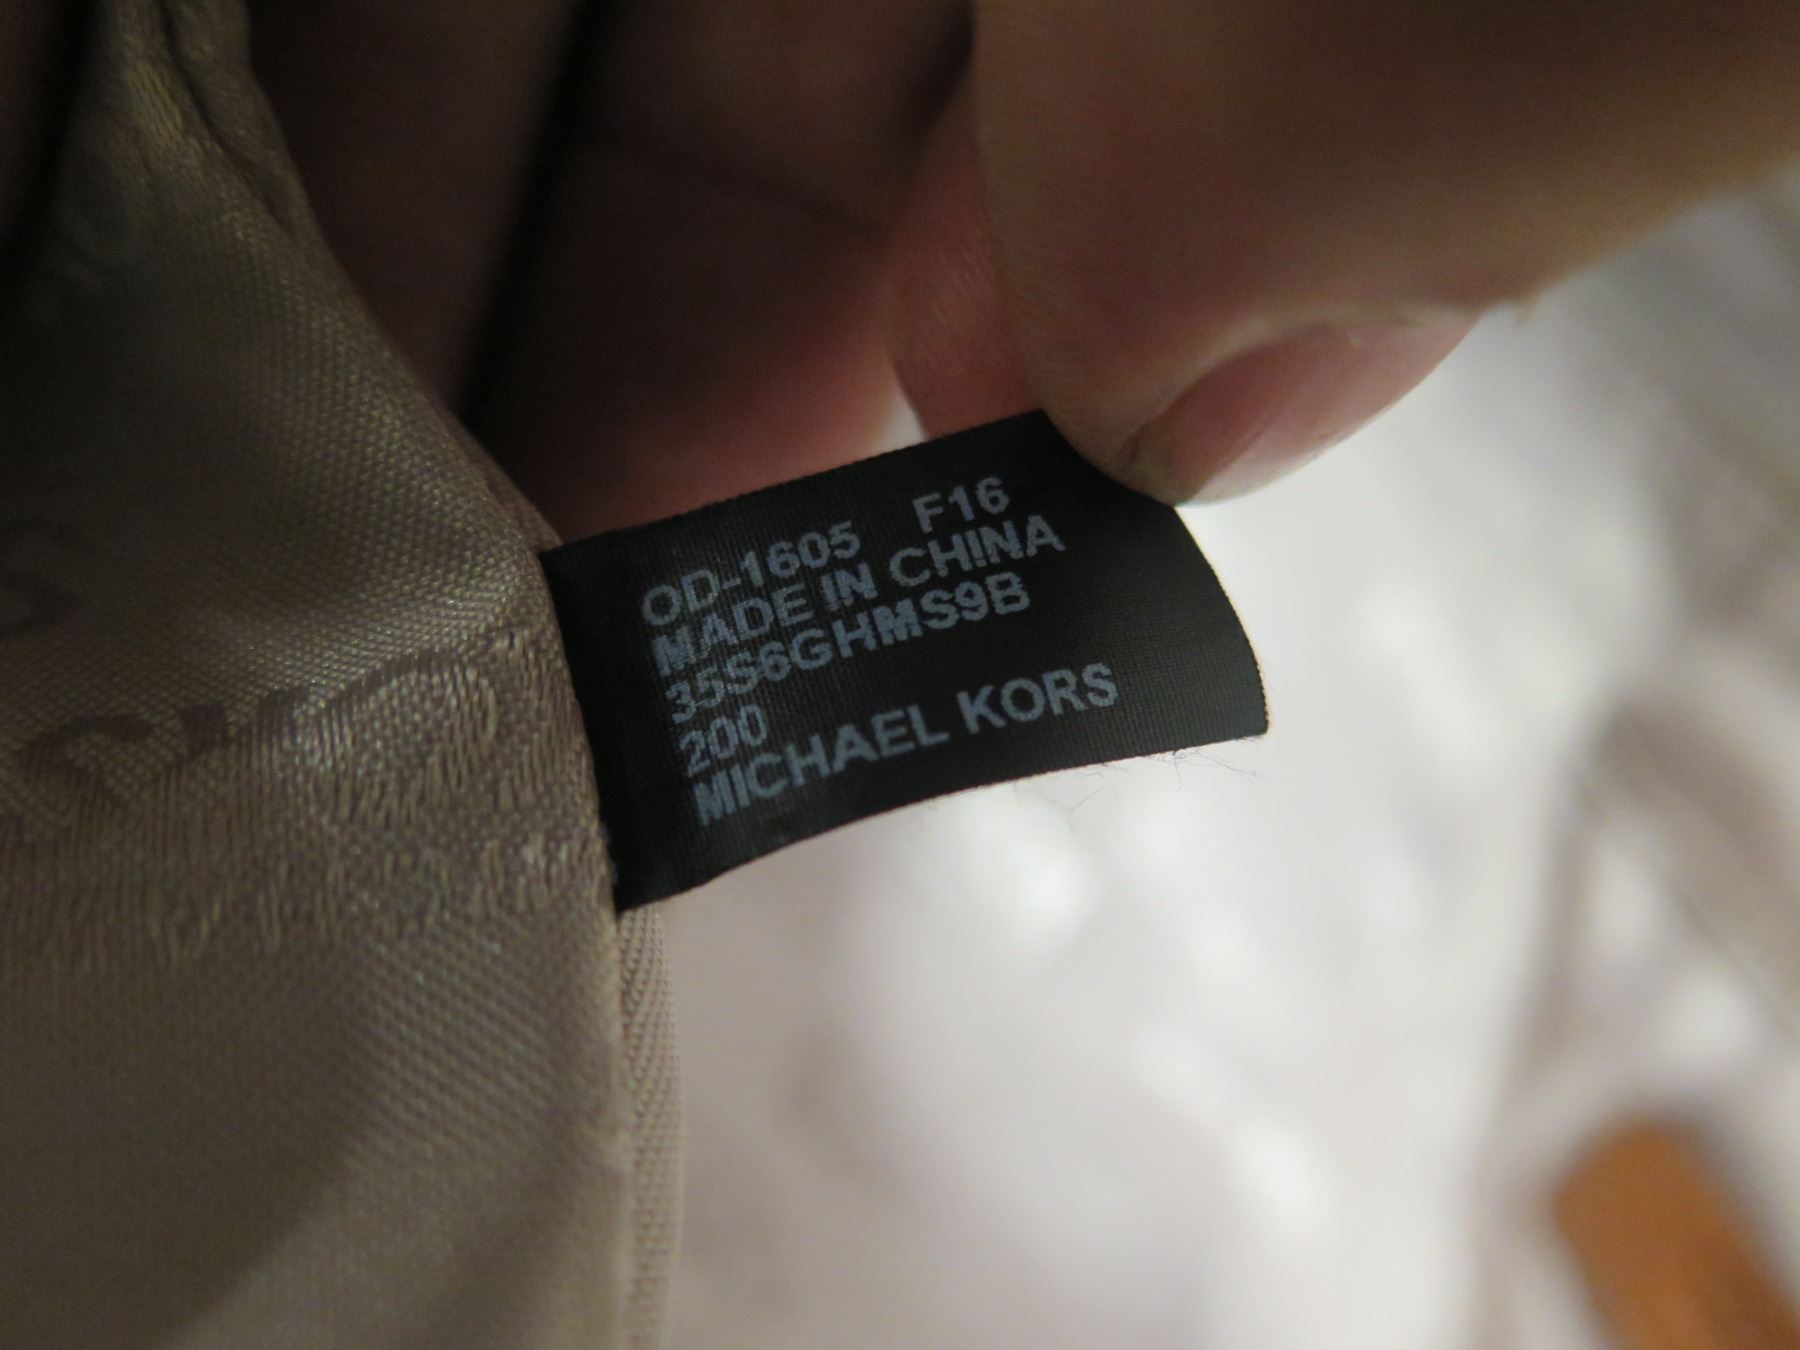 OD-1605 F16
MADE IN CHINA
35S6GHMS9B
200
MICHAEL KORS